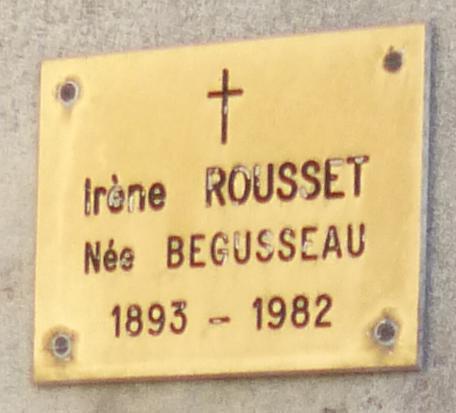 Irène ROUSSET
Née BEGUSSEAU
1893 - 1982